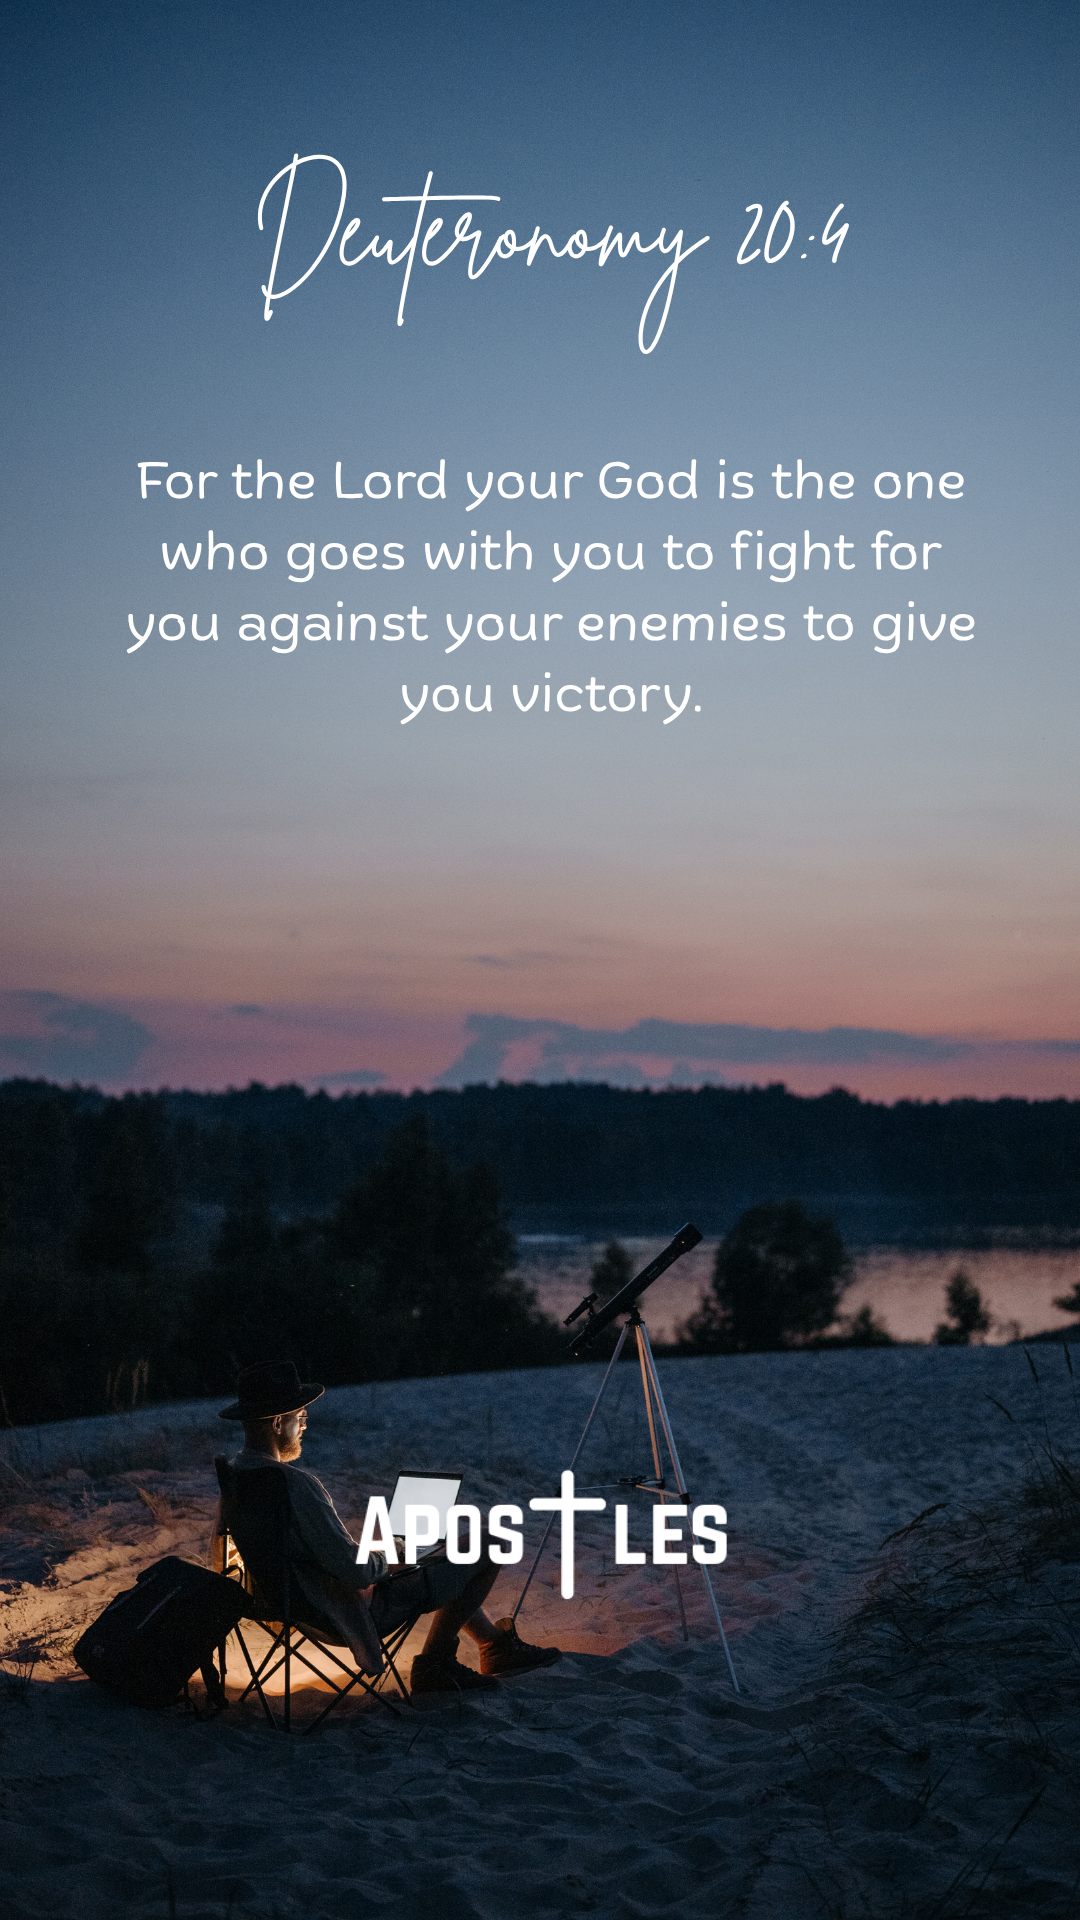 Deuteronomy 20:4
For the Lord your God is the one
who goes with you to fight for
you against your enemies to give
you victory.
APOSTLES